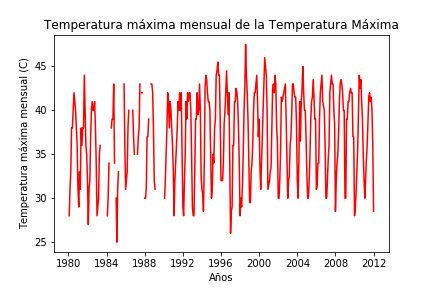 Temperatura máxima mensual de la Temperatura Máxima
Temperatura máxima mensual (C)
45
40
35
30
25
1980 1984 1988 1992 1996 2000 2004 2008 2012
Años